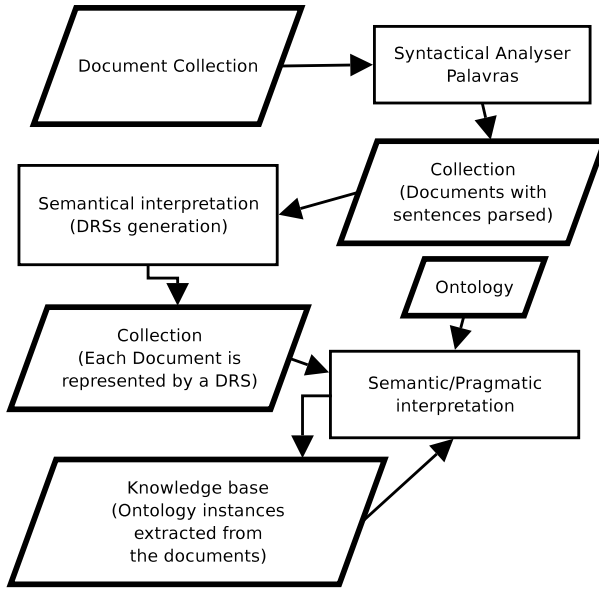 Document Collection
Syntactical Analyser
Palavras
Collection
(Documents with
sentences parsed)
Semantical interpretation
(DRSs generation)
Ontology
Collection
(Each Document is
represented by a DRS)
Semantic/Pragmatic
interpretation
Knowledge base
(Ontology instances
extracted from
the documents)